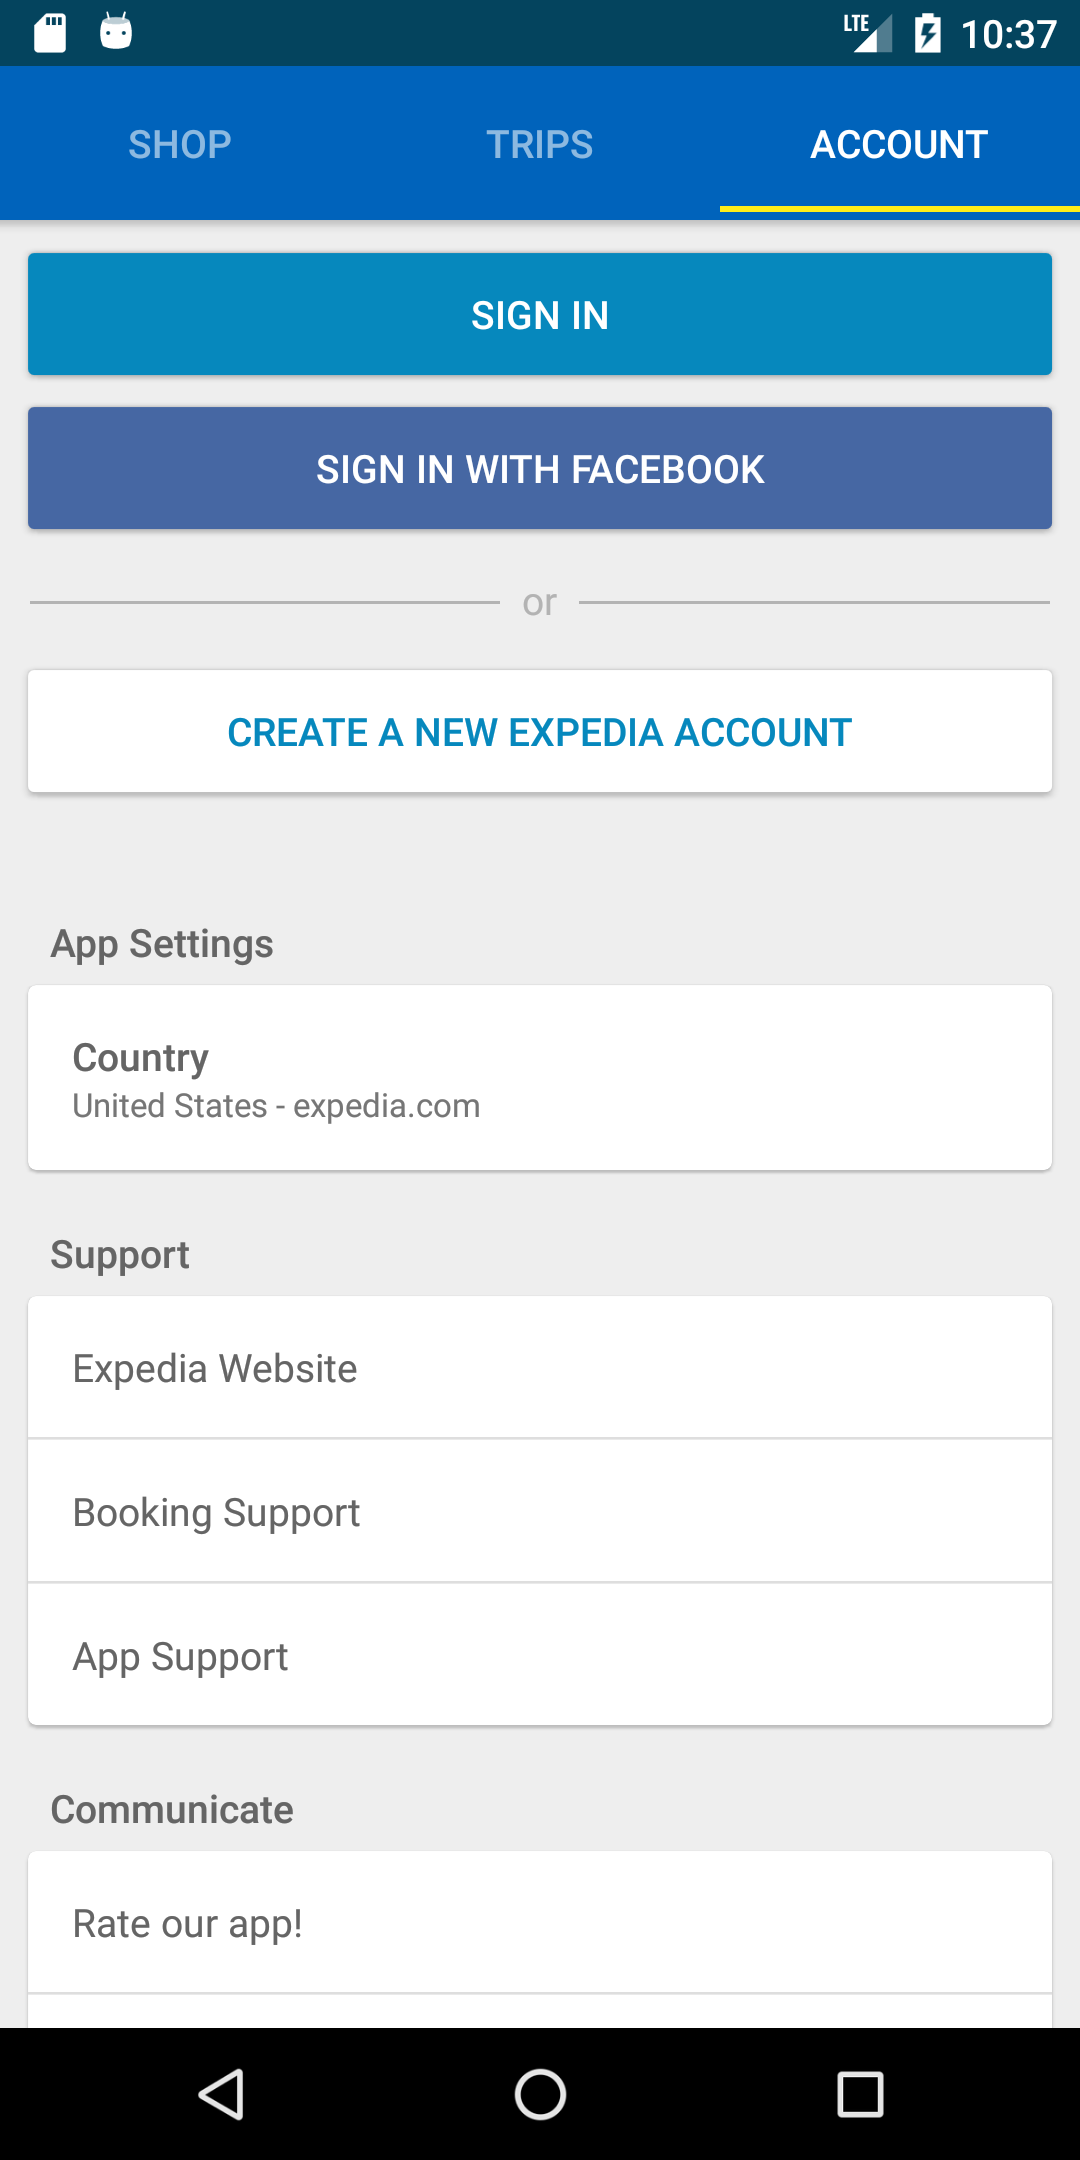 LTE 10:37
SHOP TRIPS ACCOUNT
SIGN IN
SIGN IN WITH FACEBOOK
or
CREATE A NEW EXPEDIA ACCOUNT
App Settings
Country
United States - expedia.com
Support
Expedia Website
Booking Support
App Support
Communicate
Rate our app!